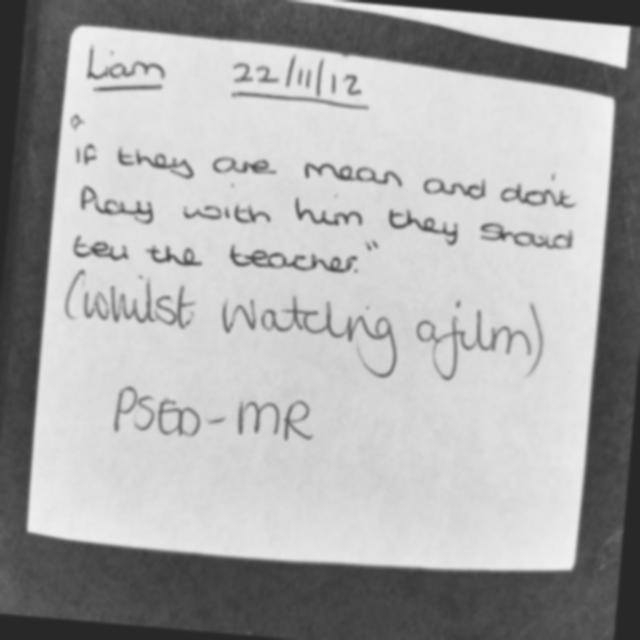 Liam 22/11/12
"
if they are mean and don't
Play with him they should
tell the teacher."
(whilst watching a film)
PSED-MR